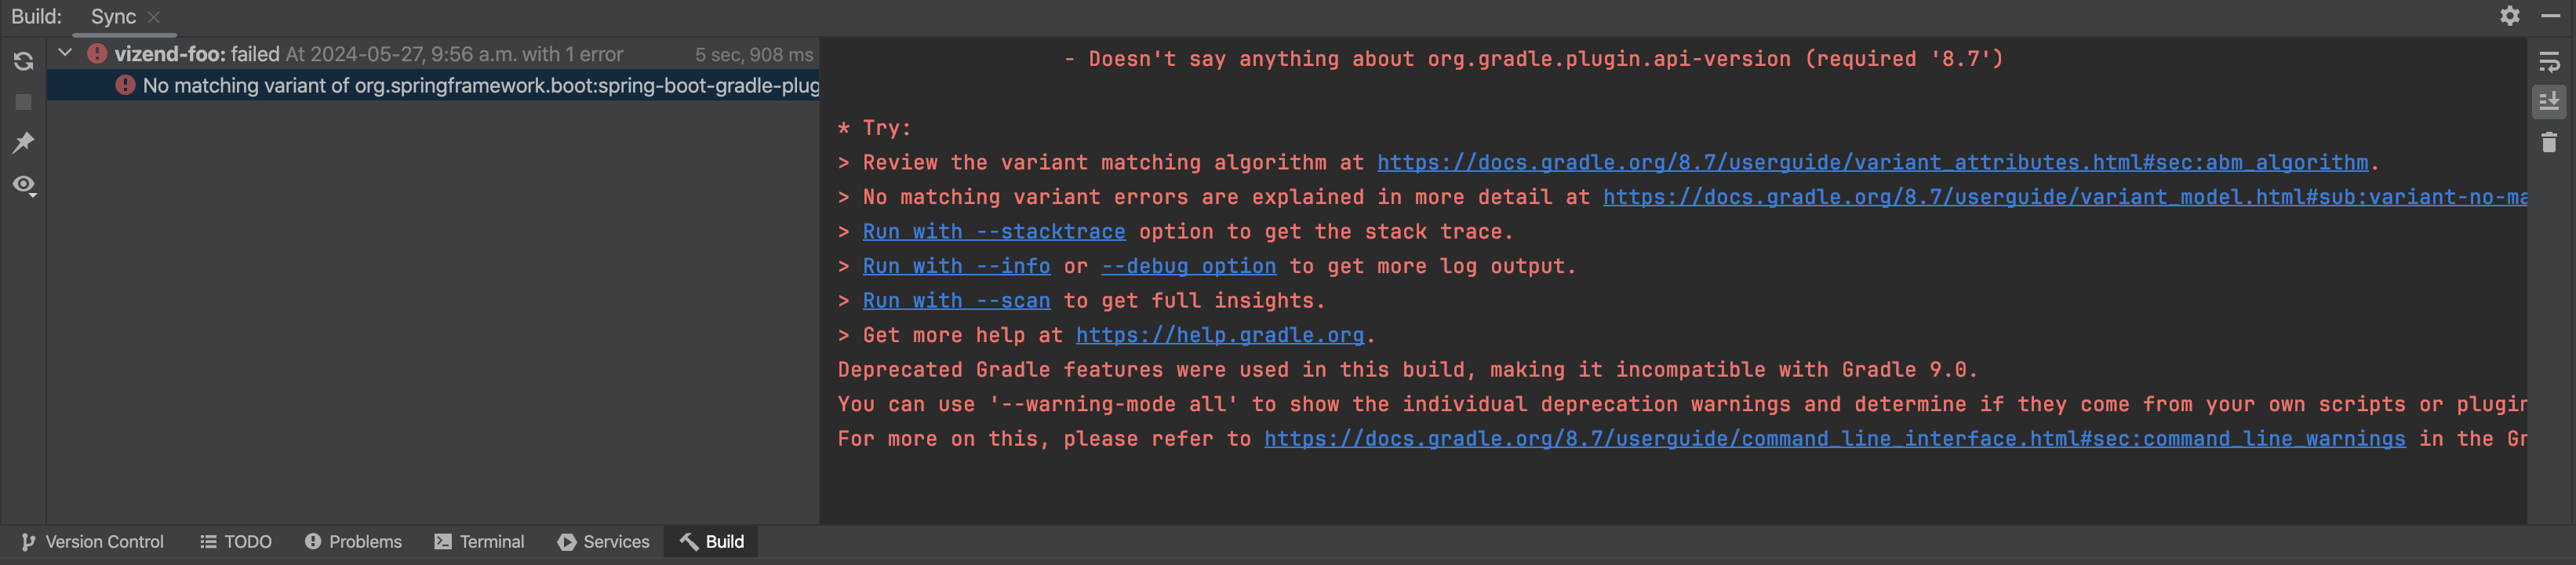 Build: Sync
vizend-foo: failed At 2024-05-27, 9:56 a.m. with 1 error 5 sec, 908 ms
No matching variant of org.springframework.boot:spring-boot-gradle-plug
- Doesn't say anything about org.gradle.plugin.api-version (required '8.7')
* Try:
> Review the variant matching algorithm at https://docs.gradle.org/8.7/userguide/variant_attributes.html#sec:abm_algorithm.
> No matching variant errors are explained in more detail at https://docs.gradle.org/8.7/userguide/variant_model.html#sub:variant-no-ma
> Run with --stacktrace option to get the stack trace.
> Run with --info or --debug option to get more log output.
> Run with --scan to get full insights.
> Get more help at https://help.gradle.org.
Deprecated Gradle features were used in this build, making it incompatible with Gradle 9.0.
You can use '--warning-mode all' to show the individual deprecation warnings and determine if they come from your own scripts or plugin
For more on this, please refer to https://docs.gradle.org/8.7/userguide/command_line_interface.html#sec:command_line_warnings in the Gr
Version Control TODO Problems Terminal Services Build